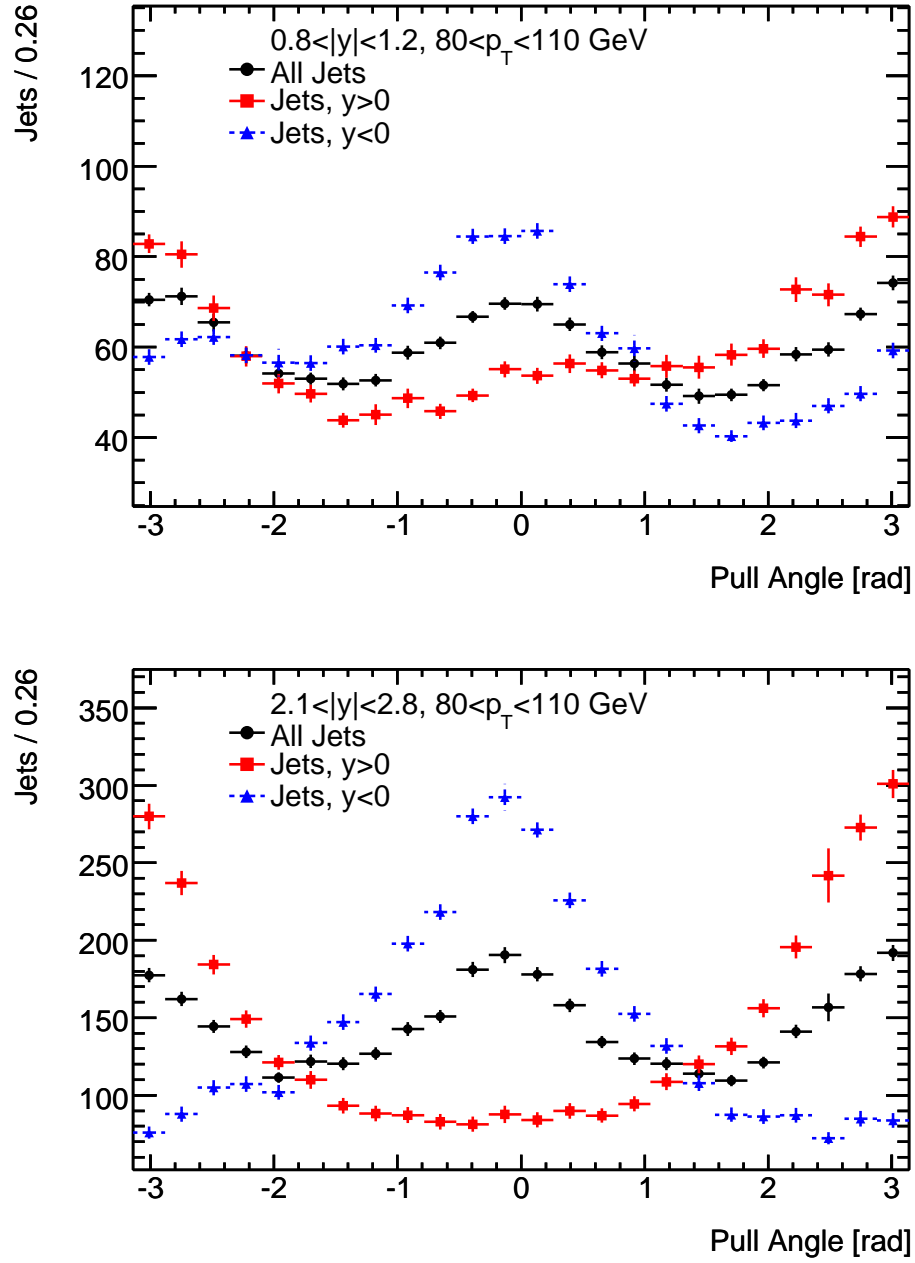 Jets / 0.26
0.8<|y|<1.2, 80<p_T<110 GeV
All Jets
Jets, y>0
Jets, y<0
120
100
80
60
40
-3 -2 -1 0 1 2 3
Pull Angle [rad]
Jets / 0.26
2.1<|y|<2.8, 80<p_T<110 GeV
All Jets
Jets, y>0
Jets, y<0
350
300
250
200
150
100
-3 -2 -1 0 1 2 3
Pull Angle [rad]